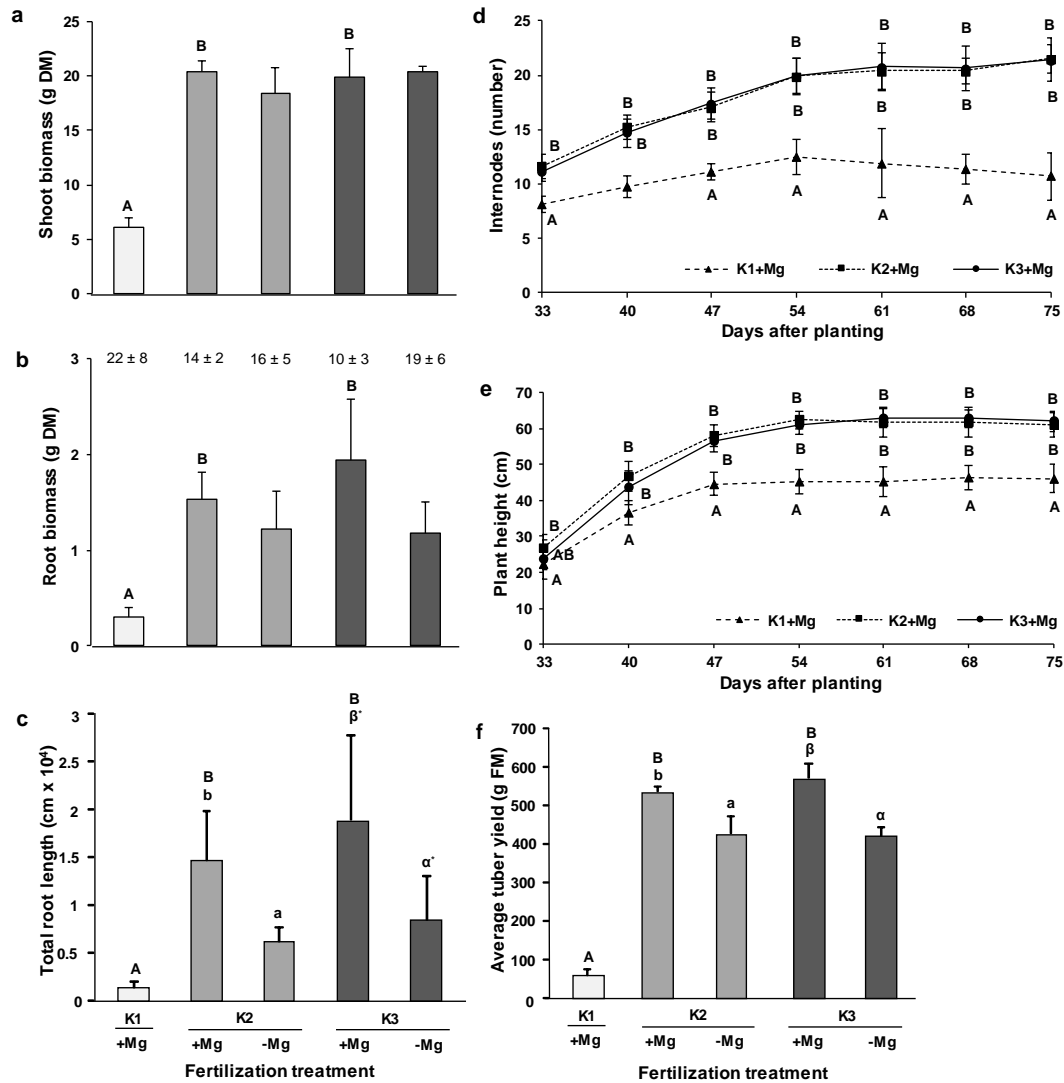 a
Shoot biomass (g DM)
25
20
15
10
5
0
A
B
B
b
Root biomass (g DM)
3
2
1
0
22 ± 8
14 ± 2
16 ± 5
10 ± 3
19 ± 6
A
B
B
c
Total root length (cm x 10⁴)
3
2.5
2
1.5
1
0.5
0
A
B
b
a
B
β*
α*
K1
K2
K3
+Mg
+Mg
-Mg
+Mg
-Mg
Fertilization treatment
d
Internodes (number)
25
20
15
10
5
0
B
B
B
B
B
B
B
B
B
B
B
B
B
A
A
A
A
A
K1+Mg
K2+Mg
K3+Mg
33
40
47
54
61
68
75
Days after planting
e
Plant height (cm)
70
60
50
40
30
20
10
0
B
B
B
B
B
B
B
AB
B
B
B
B
B
B
A
A
A
A
A
A
A
K1+Mg
K2+Mg
K3+Mg
33
40
47
54
61
68
75
Days after planting
f
Average tuber yield (g FM)
700
600
500
400
300
200
100
0
A
B
b
a
B
β
α
K1
K2
K3
+Mg
+Mg
-Mg
+Mg
-Mg
Fertilization treatment